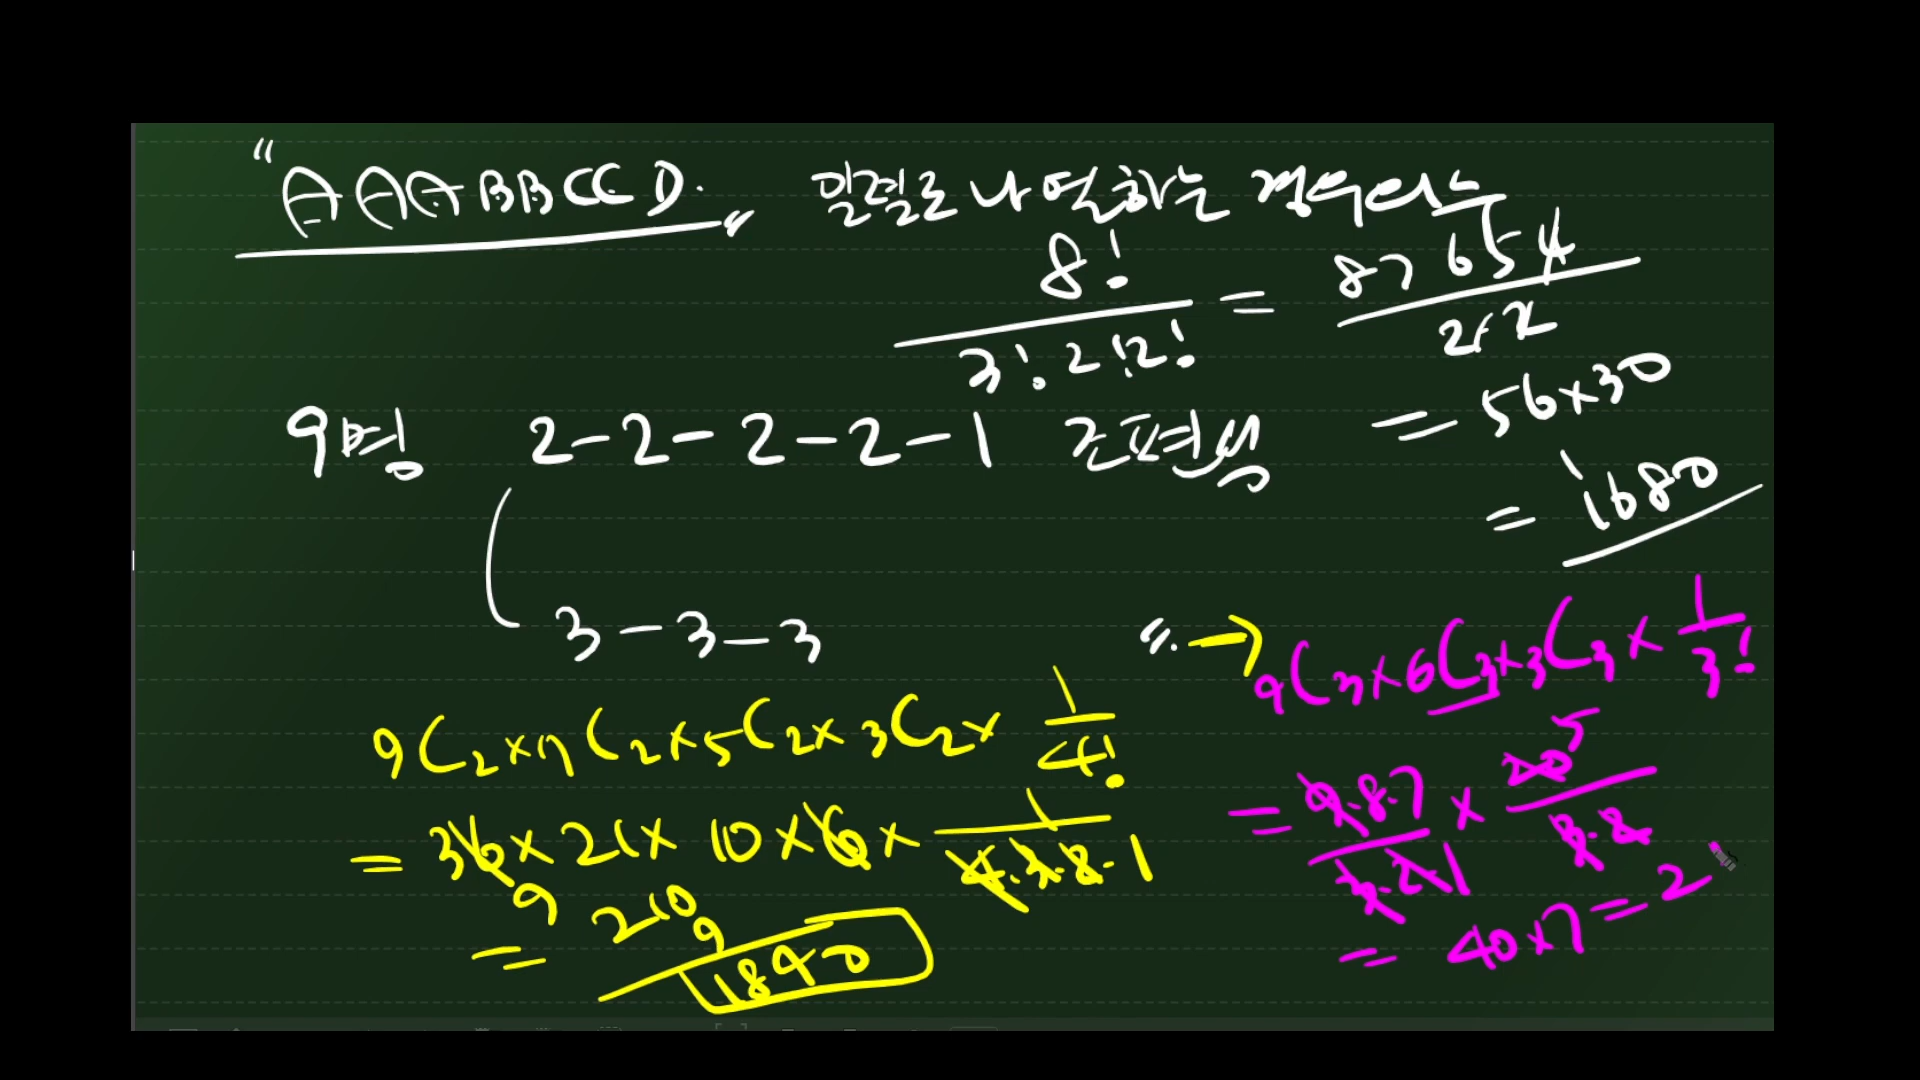 "AAABBCCD." 일렬로 나열하는 경우의 수
8! / 3!2!2! = 8 7 6 5 4 / 2·2
= 56×30
= 1680
9명 2-2-2-2-1 조편성
3-3-3 〃.
9C2×7C2×5C2×3C2× 1/4!
= 36×21×10×6× 1/4·3·2·1
9
= 210
9
1890
→ 9C3×6C3×3C3× 1/3!
= 9·8·7/3·2·1 × 20/3·2
5
= 40×7=2